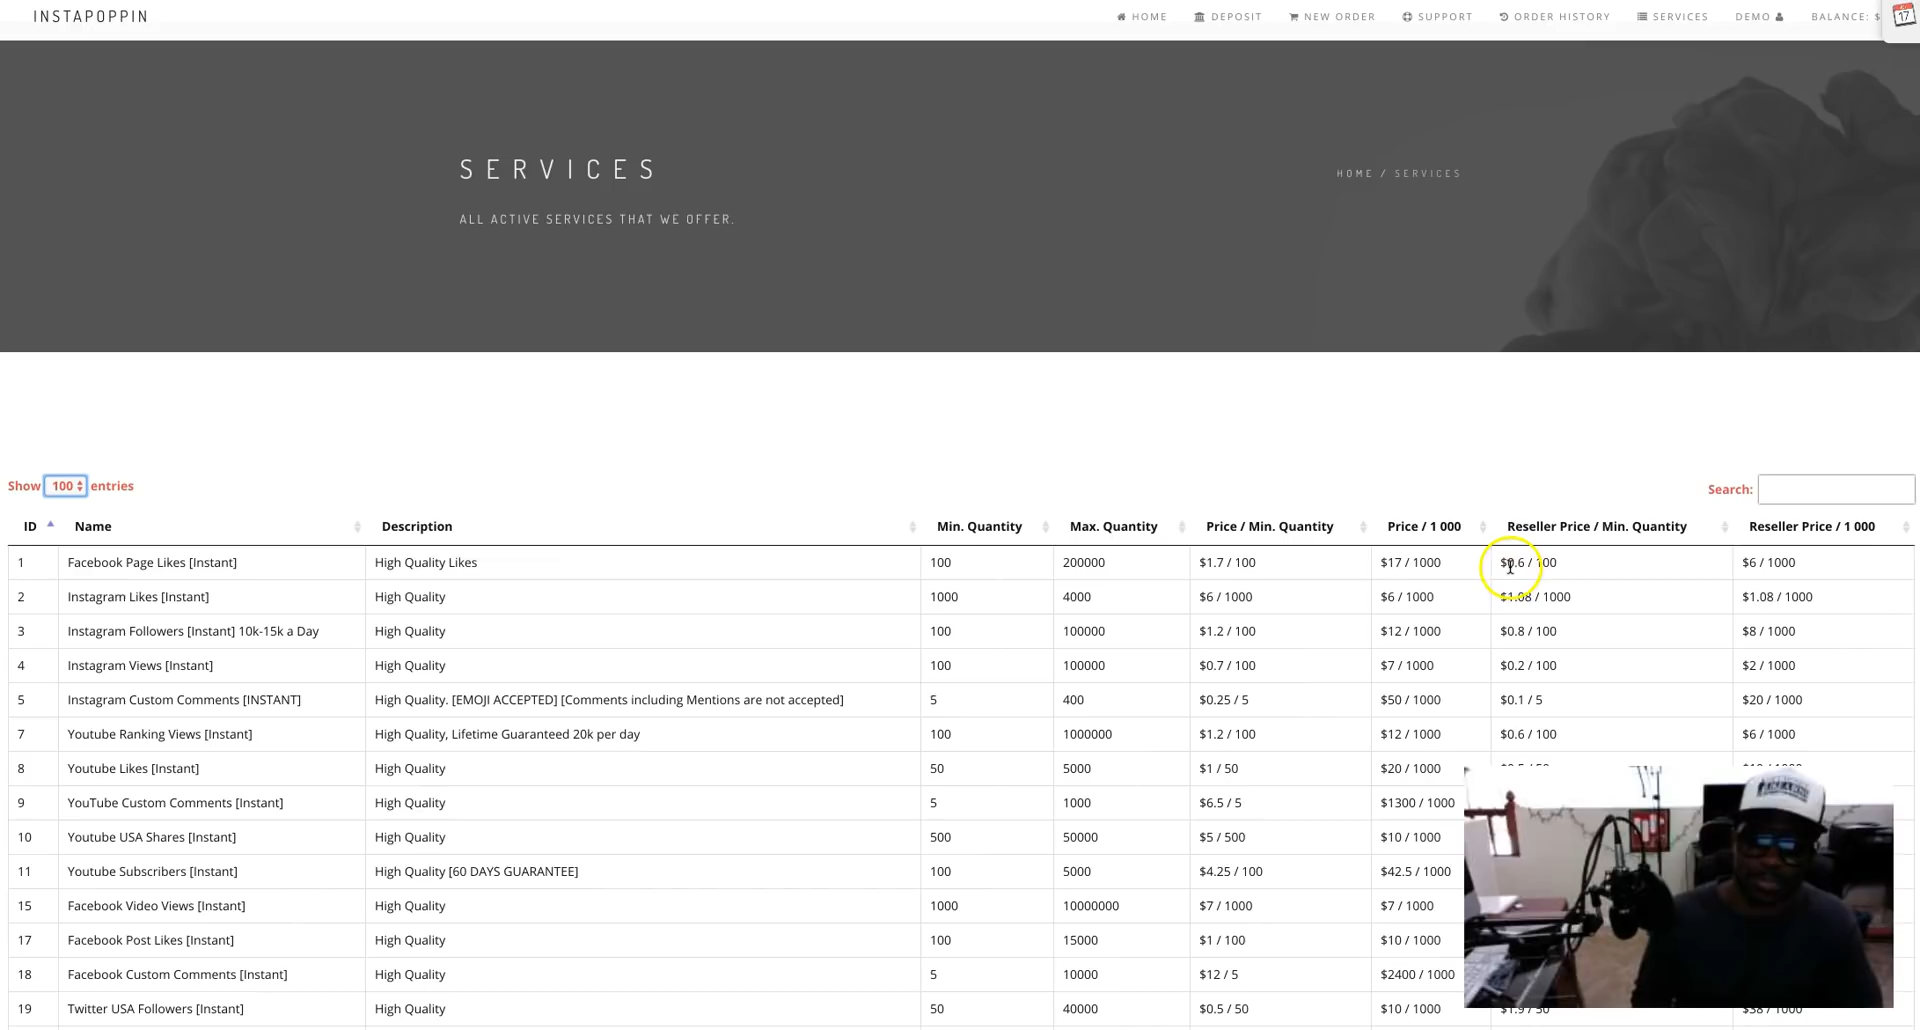 INSTAPOPPIN
HOME DEPOSIT NEW ORDER SUPPORT ORDER HISTORY SERVICES DEMO BALANCE: $
17
SERVICES
HOME / SERVICES
ALL ACTIVE SERVICES THAT WE OFFER.
Show 100 entries
Search:
ID Name Description Min. Quantity Max. Quantity Price / Min. Quantity Price / 1 000 Reseller Price / Min. Quantity Reseller Price / 1 000
1 Facebook Page Likes [Instant] High Quality Likes 100 200000 $1.7 / 100 $17 / 1000 $0.6 / 100 $6 / 1000
2 Instagram Likes [Instant] High Quality 1000 4000 $6 / 1000 $6 / 1000 $1.08 / 1000 $1.08 / 1000
3 Instagram Followers [Instant] 10k-15k a Day High Quality 100 100000 $1.2 / 100 $12 / 1000 $0.8 / 100 $8 / 1000
4 Instagram Views [Instant] High Quality 100 100000 $0.7 / 100 $7 / 1000 $0.2 / 100 $2 / 1000
5 Instagram Custom Comments [INSTANT] High Quality. [EMOJI ACCEPTED] [Comments including Mentions are not accepted] 5 400 $0.25 / 5 $50 / 1000 $0.1 / 5 $20 / 1000
7 Youtube Ranking Views [Instant] High Quality, Lifetime Guaranteed 20k per day 100 1000000 $1.2 / 100 $12 / 1000 $0.6 / 100 $6 / 1000
8 Youtube Likes [Instant] High Quality 50 5000 $1 / 50 $20 / 1000
9 YouTube Custom Comments [Instant] High Quality 5 1000 $6.5 / 5 $1300 / 1000
10 Youtube USA Shares [Instant] High Quality 500 50000 $5 / 500 $10 / 1000
11 Youtube Subscribers [Instant] High Quality [60 DAYS GUARANTEE] 100 5000 $4.25 / 100 $42.5 / 1000
15 Facebook Video Views [Instant] High Quality 1000 10000000 $7 / 1000 $7 / 1000
17 Facebook Post Likes [Instant] High Quality 100 15000 $1 / 100 $10 / 1000
18 Facebook Custom Comments [Instant] High Quality 5 10000 $12 / 5 $2400 / 1000
19 Twitter USA Followers [Instant] High Quality 50 40000 $0.5 / 50 $10 / 1000 $1.9 / 50 $38 / 1000